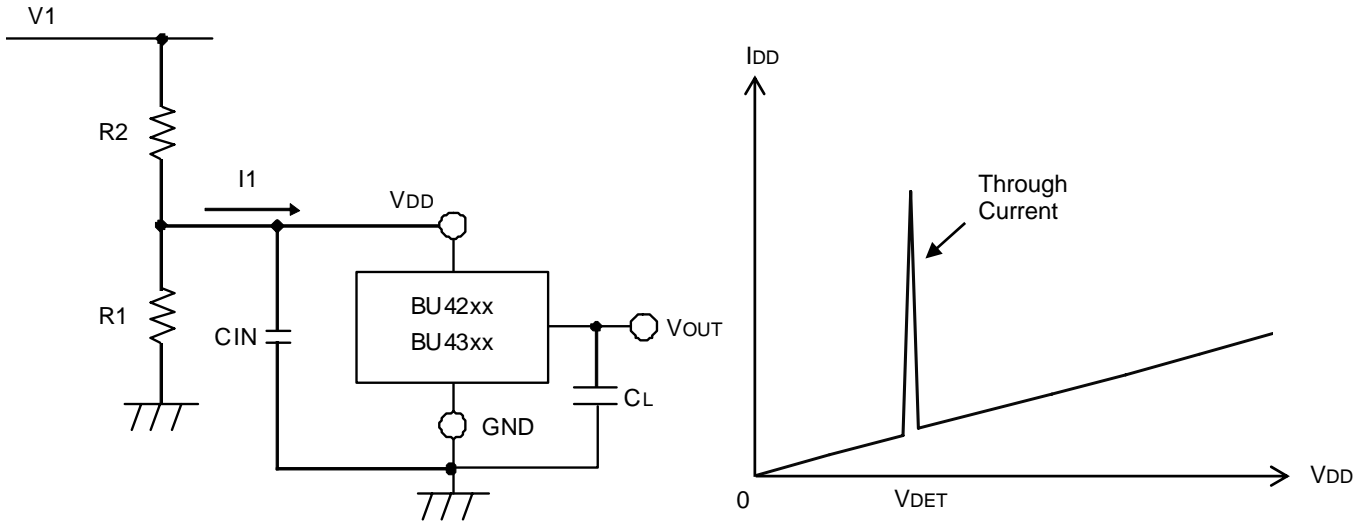 V1
R2
I1
VDD
R1
CIN
BU42xx
BU43xx
VOUT
CL
GND
IDD
Through
Current
0
VDET
VDD